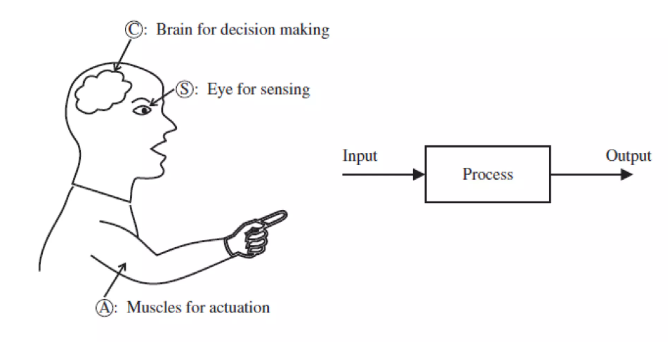 Ⓒ: Brain for decision making
Ⓢ: Eye for sensing
Input
Output
Process
Ⓐ: Muscles for actuation